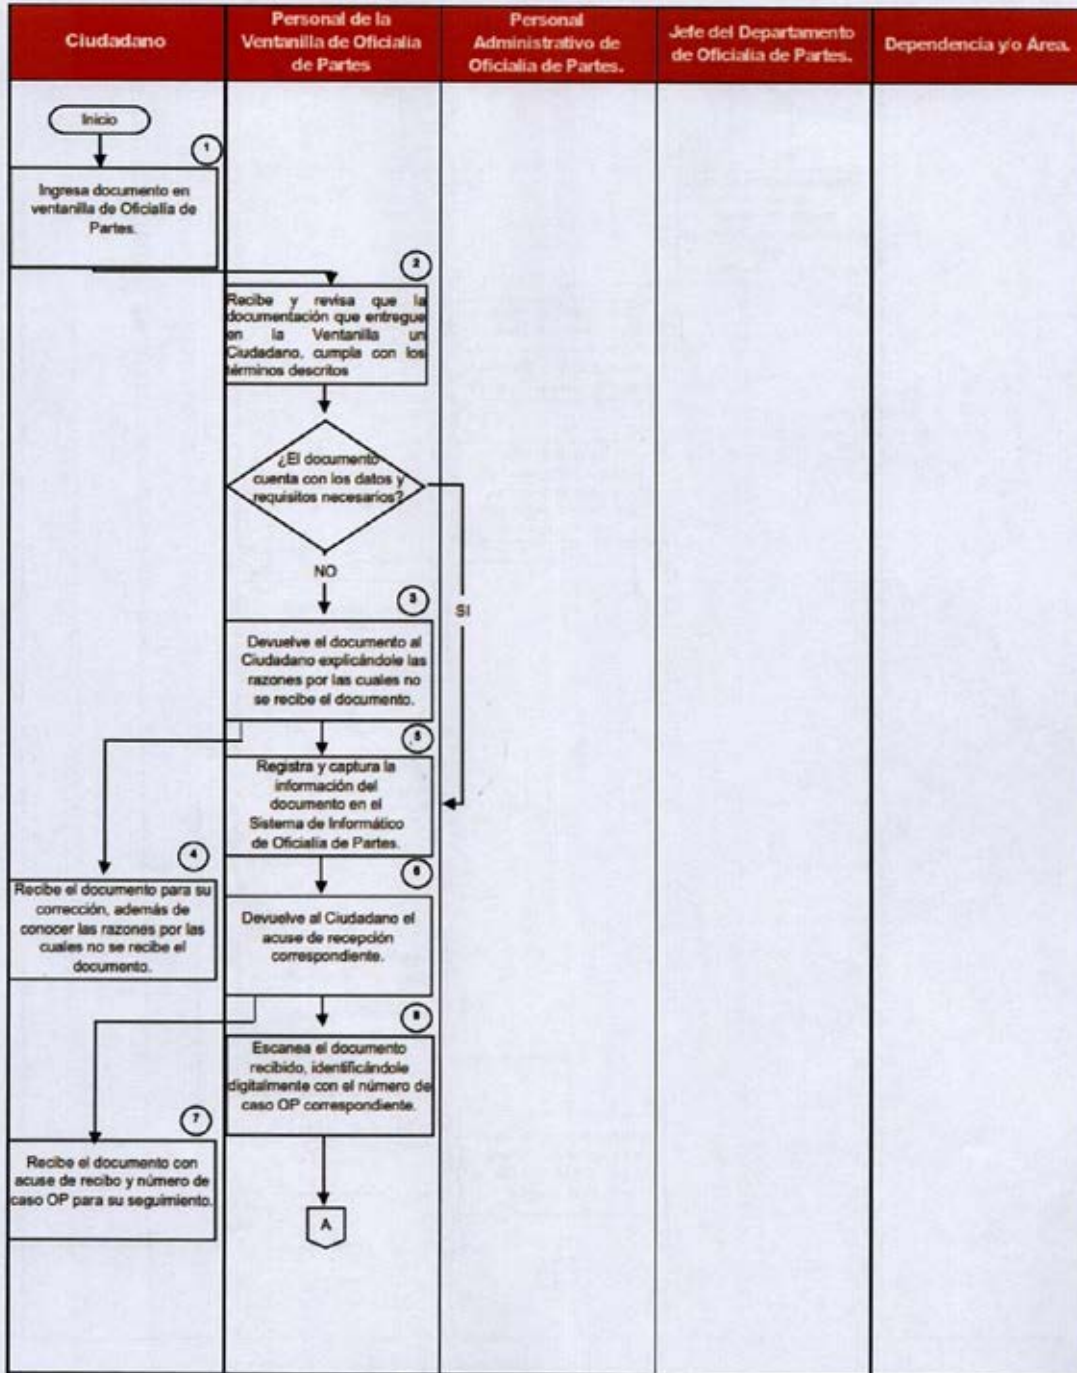 Ciudadano
Personal de la
Ventanilla de Oficialía
de Partes
Personal
Administrativo de
Oficialía de Partes.
Jefe del Departamento
de Oficialía de Partes.
Dependencia y/o Área.
Inicio
1
Ingresa documento en
ventanilla de Oficialía de
Partes.
2
Recibe y revisa que la
documentación que entregue
en la Ventanilla un
Ciudadano, cumpla con los
términos descritos
¿El documento
cuenta con los datos y
requisitos necesarios?
NO
SI
3
Devuelve el documento al
Ciudadano explicándole las
razones por las cuales no
se recibe el documento.
5
Registra y captura la
información del
documento en el
Sistema de Informático
de Oficialía de Partes.
4
Recibe el documento para su
corrección, además de
conocer las razones por las
cuales no se recibe el
documento.
6
Devuelve al Ciudadano el
acuse de recepción
correspondiente.
8
Escanea el documento
recibido, identificándole
digitalmente con el número de
caso OP correspondiente.
7
Recibe el documento con
acuse de recibo y número de
caso OP para su seguimiento.
A